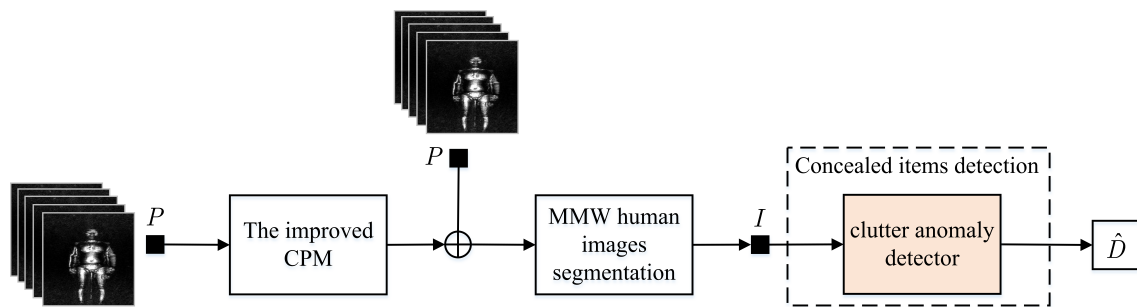 P
The improved
CPM
P
MMW human
images
segmentation
I
Concealed items detection
clutter anomaly
detector
D̂